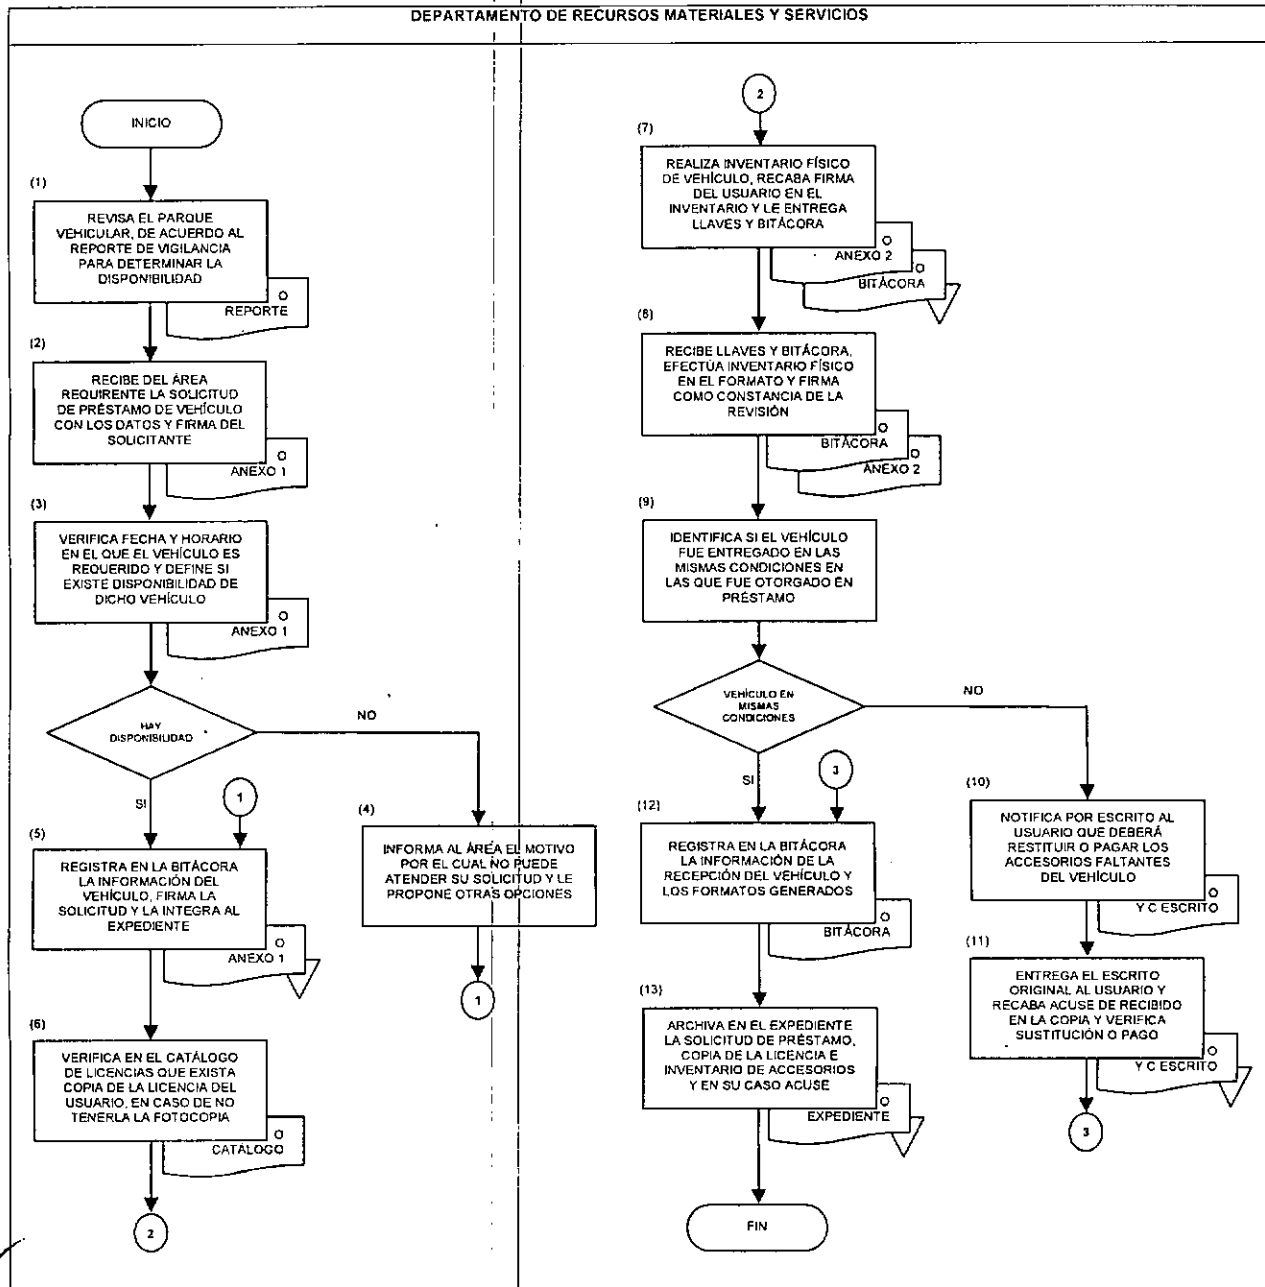 DEPARTAMENTO DE RECURSOS MATERIALES Y SERVICIOS
INICIO
(1)
REVISA EL PARQUE
VEHICULAR, DE ACUERDO AL
REPORTE DE VIGILANCIA
PARA DETERMINAR LA
DISPONIBILIDAD
O
REPORTE
(2)
RECIBE DEL ÁREA
REQUIRENTE LA SOLICITUD
DE PRÉSTAMO DE VEHÍCULO
CON LOS DATOS Y FIRMA DEL
SOLICITANTE
O
ANEXO 1
(3)
VERIFICA FECHA Y HORARIO
EN EL QUE EL VEHÍCULO ES
REQUERIDO Y DEFINE SI
EXISTE DISPONIBILIDAD DE
DICHO VEHÍCULO
O
ANEXO 1
HAY
DISPONIBILIDAD
NO
SI
1
(4)
INFORMA AL ÁREA EL MOTIVO
POR EL CUAL NO PUEDE
ATENDER SU SOLICITUD Y LE
PROPONE OTRAS OPCIONES
1
(5)
REGISTRA EN LA BITÁCORA
LA INFORMACIÓN DEL
VEHÍCULO, FIRMA LA
SOLICITUD Y LA INTEGRA AL
EXPEDIENTE
O
ANEXO 1
(6)
VERIFICA EN EL CATÁLOGO
DE LICENCIAS QUE EXISTA
COPIA DE LA LICENCIA DEL
USUARIO, EN CASO DE NO
TENERLA LA FOTOCOPIA
O
CATÁLOGO
2
2
(7)
REALIZA INVENTARIO FÍSICO
DE VEHÍCULO, RECABA FIRMA
DEL USUARIO EN EL
INVENTARIO Y LE ENTREGA
LLAVES Y BITÁCORA
O
ANEXO 2
O
BITÁCORA
(8)
RECIBE LLAVES Y BITÁCORA,
EFECTÚA INVENTARIO FÍSICO
EN EL FORMATO Y FIRMA
COMO CONSTANCIA DE LA
REVISIÓN
O
BITÁCORA
O
ANEXO 2
(9)
IDENTIFICA SI EL VEHÍCULO
FUE ENTREGADO EN LAS
MISMAS CONDICIONES EN
LAS QUE FUE OTORGADO EN
PRÉSTAMO
VEHÍCULO EN
MISMAS
CONDICIONES
NO
SI
3
(10)
NOTIFICA POR ESCRITO AL
USUARIO QUE DEBERÁ
RESTITUIR O PAGAR LOS
ACCESORIOS FALTANTES
DEL VEHÍCULO
O
Y C ESCRITO
(11)
ENTREGA EL ESCRITO
ORIGINAL AL USUARIO Y
RECABA ACUSE DE RECIBIDO
EN LA COPIA Y VERIFICA
SUSTITUCIÓN O PAGO
O
Y C ESCRITO
3
(12)
REGISTRA EN LA BITÁCORA
LA INFORMACIÓN DE LA
RECEPCIÓN DEL VEHÍCULO Y
LOS FORMATOS GENERADOS
O
BITÁCORA
(13)
ARCHIVA EN EL EXPEDIENTE
LA SOLICITUD DE PRÉSTAMO,
COPIA DE LA LICENCIA E
INVENTARIO DE ACCESORIOS
Y EN SU CASO ACUSE
O
EXPEDIENTE
FIN